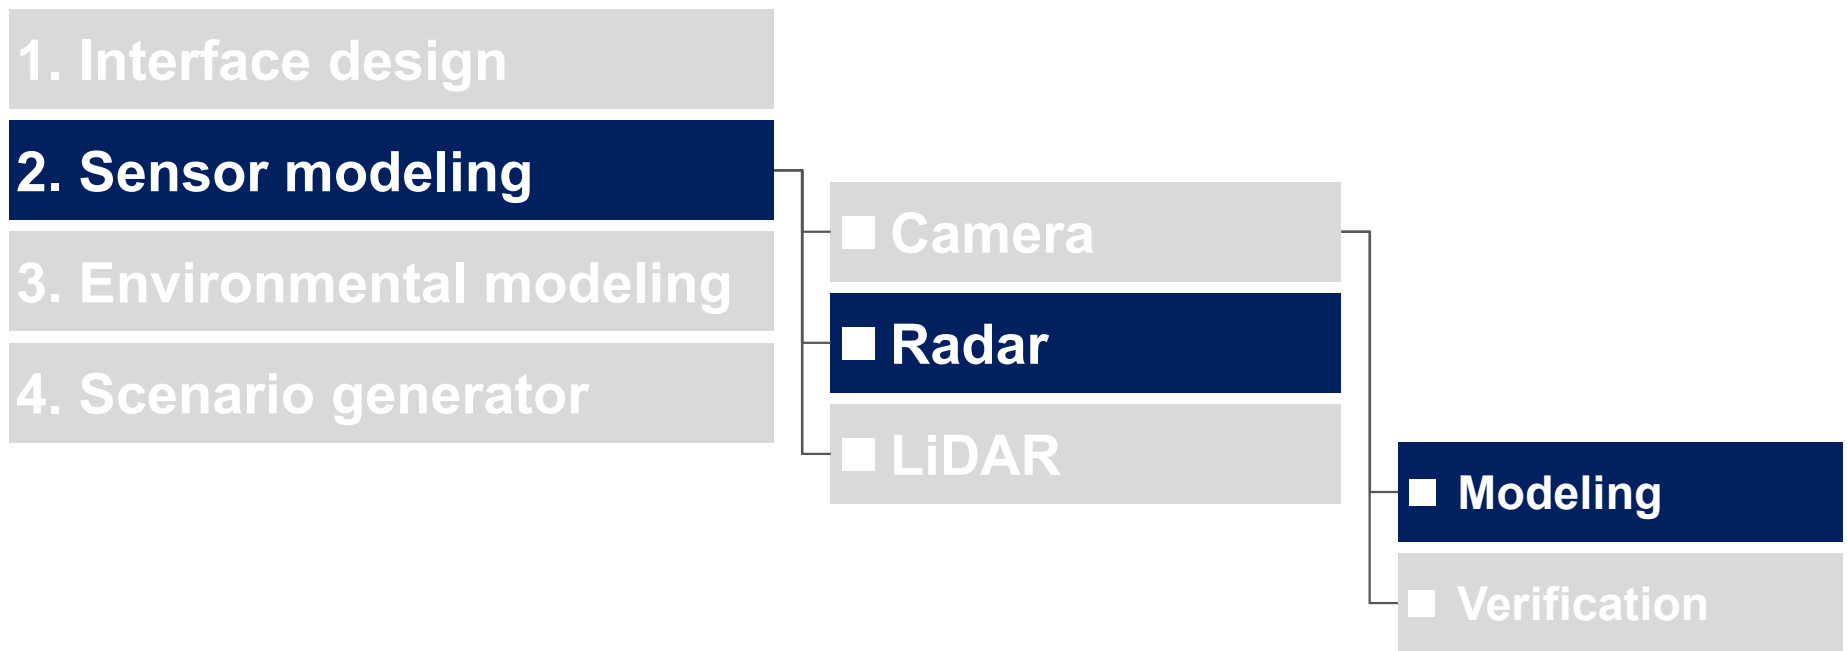 1. Interface design
2. Sensor modeling
3. Environmental modeling
4. Scenario generator
Camera
Radar
LiDAR
Modeling
Verification